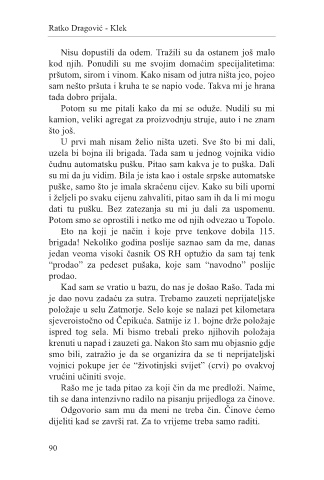 Ratko Dragović - Klek
Nisu dopustili da odem. Tražili su da ostanem još malo
kod njih. Ponudili su me svojim domaćim specijalitetima:
pršutom, sirom i vinom. Kako nisam od jutra ništa jeo, pojeo
sam nešto pršuta i kruha te se napio vode. Takva mi je hrana
tada dobro prijala.
Potom su me pitali kako da mi se oduže. Nudili su mi
kamion, veliki agregat za proizvodnju struje, auto i ne znam
što još.
U prvi mah nisam želio ništa uzeti. Sve što bi mi dali,
uzela bi bojna ili brigada. Tada sam u jednog vojnika vidio
čudnu automatsku pušku. Pitao sam kakva je to puška. Dali
su mi da ju vidim. Bila je ista kao i ostale srpske automatske
puške, samo što je imala skraćenu cijev. Kako su bili uporni
i željeli po svaku cijenu zahvaliti, pitao sam ih da li mi mogu
dati tu pušku. Bez zatezanja su mi ju dali za uspomenu.
Potom smo se oprostili i netko me od njih odvezao u Topolo.
Eto na koji je način i koje prve tenkove dobila 115.
brigada! Nekoliko godina poslije saznao sam da me, danas
jedan veoma visoki časnik OS RH optužio da sam taj tenk
“prodao” za pedeset pušaka, koje sam “navodno” poslije
prodao.
Kad sam se vratio u bazu, do nas je došao Rašo. Tada mi
je dao novu zadaću za sutra. Trebamo zauzeti neprijateljske
položaje u selu Zatmorje. Selo koje se nalazi pet kilometara
sjeveroistočno od Čepikuća. Satnije iz 1. bojne drže položaje
ispred tog sela. Mi bismo trebali preko njihovih položaja
krenuti u napad i zauzeti ga. Nakon što sam mu objasnio gdje
smo bili, zatražio je da se organizira da se ti neprijateljski
vojnici pokupe jer će “životinjski svijet” (crvi) po ovakvoj
vrućini učiniti svoje.
Rašo me je tada pitao za koji čin da me predloži. Naime,
tih se dana intenzivno radilo na pisanju prijedloga za činove.
Odgovorio sam mu da meni ne treba čin. Činove ćemo
dijeliti kad se završi rat. Za to vrijeme treba samo raditi.
90